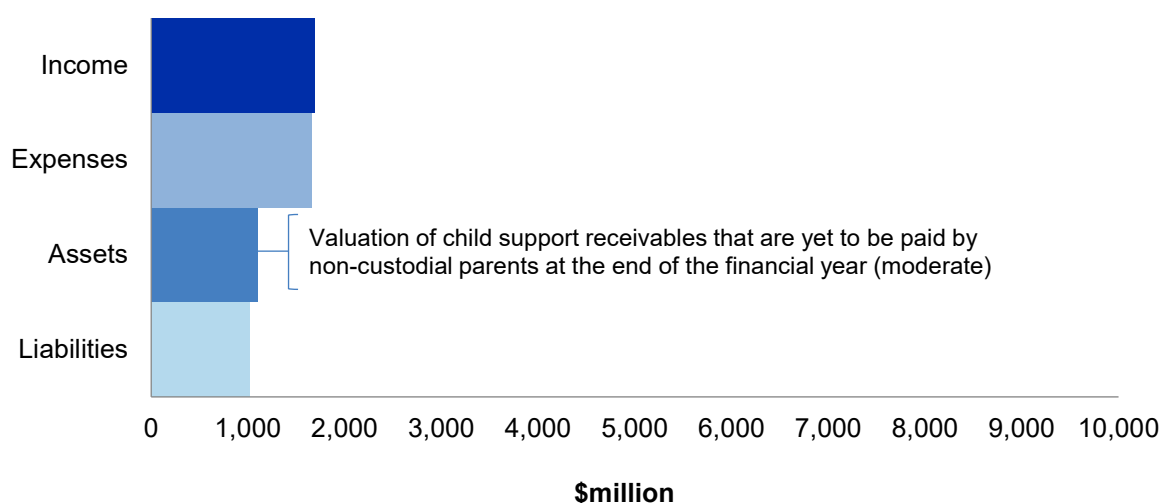 Income
Expenses
Assets
Valuation of child support receivables that are yet to be paid by
non-custodial parents at the end of the financial year (moderate)
Liabilities
0 1,000 2,000 3,000 4,000 5,000 6,000 7,000 8,000 9,000 10,000
$million